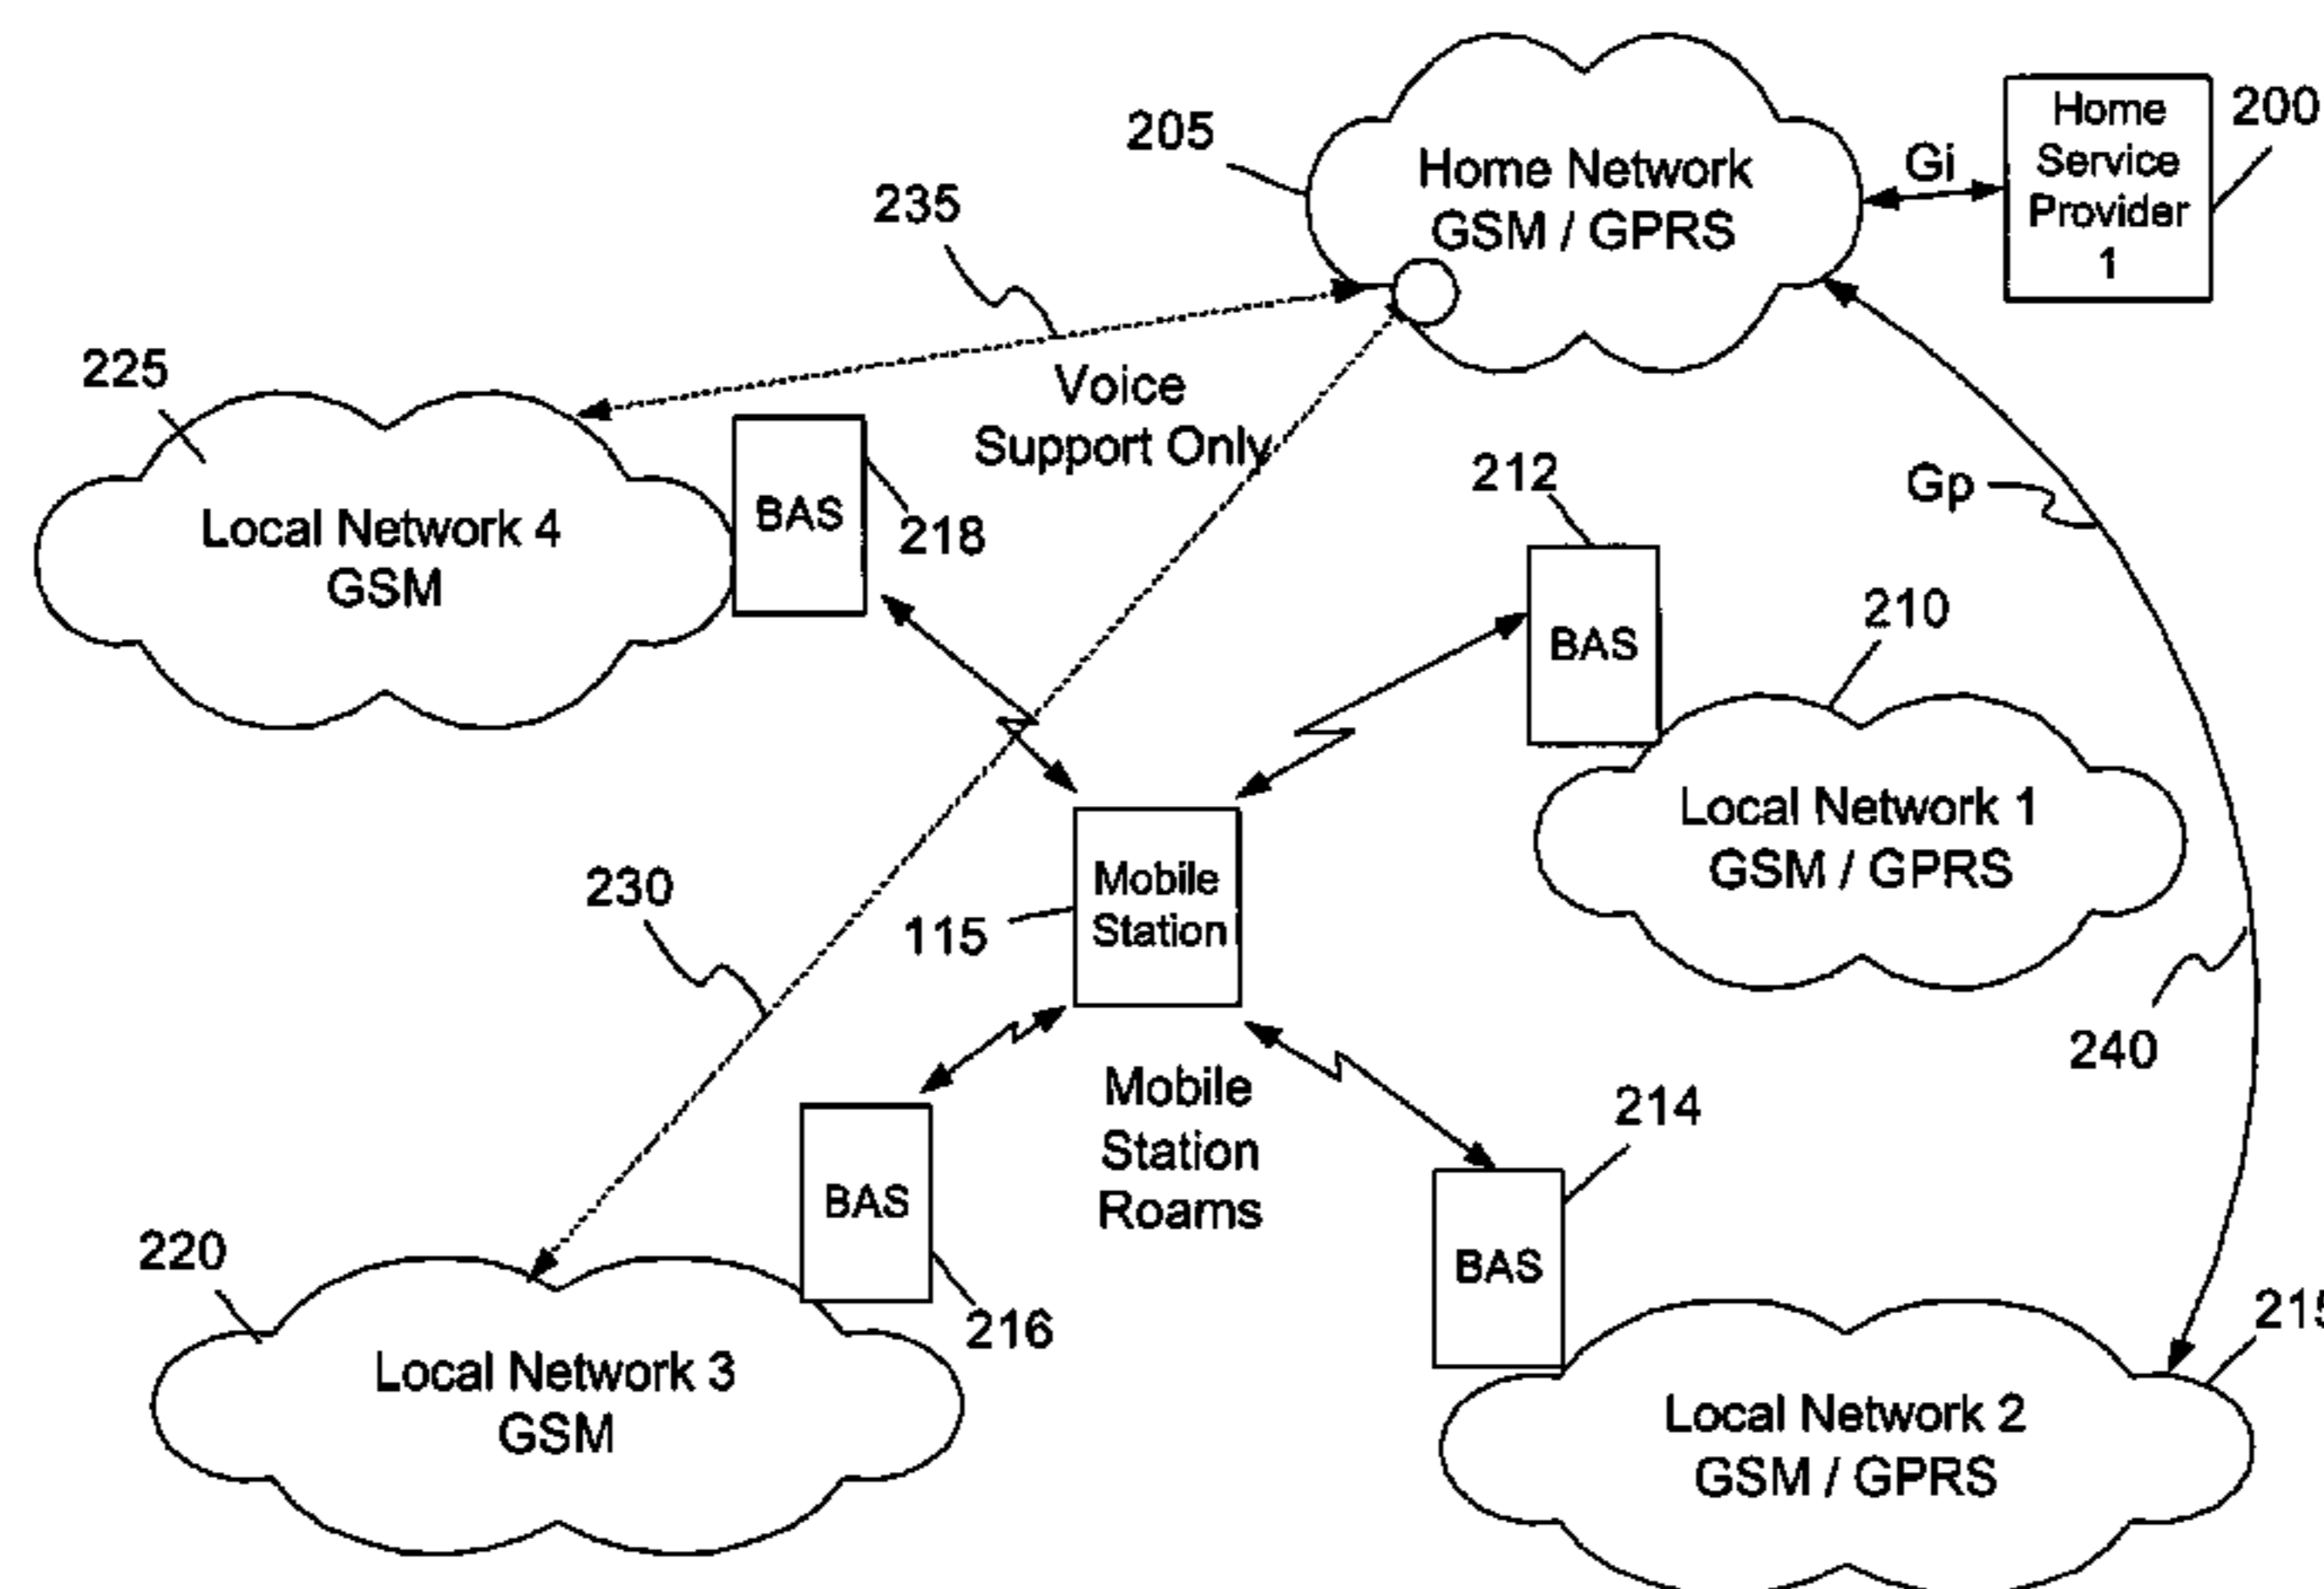 205
Home Network
GSM / GPRS
Gi
Home
Service
Provider
1
200
235
225
Voice
Support Only
Local Network 4
GSM
BAS
218
212
Gp
BAS
210
Local Network 1
GSM / GPRS
230
115
Mobile
Station
240
Mobile
Station
Roams
214
BAS
216
220
Local Network 3
GSM
BAS
215
Local Network 2
GSM / GPRS